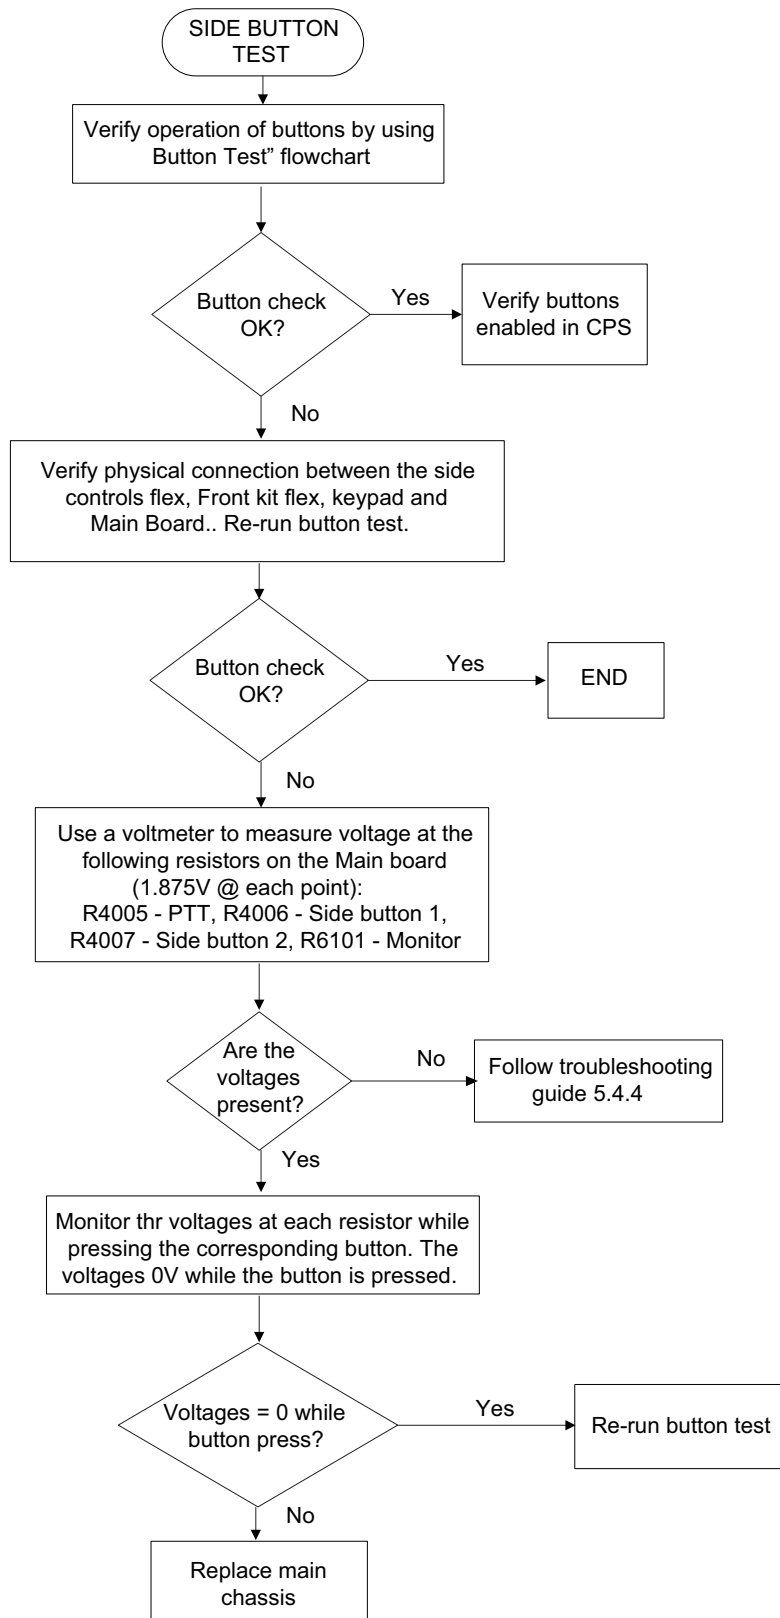 SIDE BUTTON
TEST
Verify operation of buttons by using
Button Test” flowchart
Button check
OK?
Yes
Verify buttons
enabled in CPS
No
Verify physical connection between the side
controls flex, Front kit flex, keypad and
Main Board.. Re-run button test.
Button check
OK?
Yes
END
No
Use a voltmeter to measure voltage at the
following resistors on the Main board
(1.875V @ each point):
R4005 - PTT, R4006 - Side button 1,
R4007 - Side button 2, R6101 - Monitor
Are the
voltages
present?
No
Follow troubleshooting
guide 5.4.4
Yes
Monitor thr voltages at each resistor while
pressing the corresponding button. The
voltages 0V while the button is pressed.
Voltages = 0 while
button press?
Yes
Re-run button test
No
Replace main
chassis